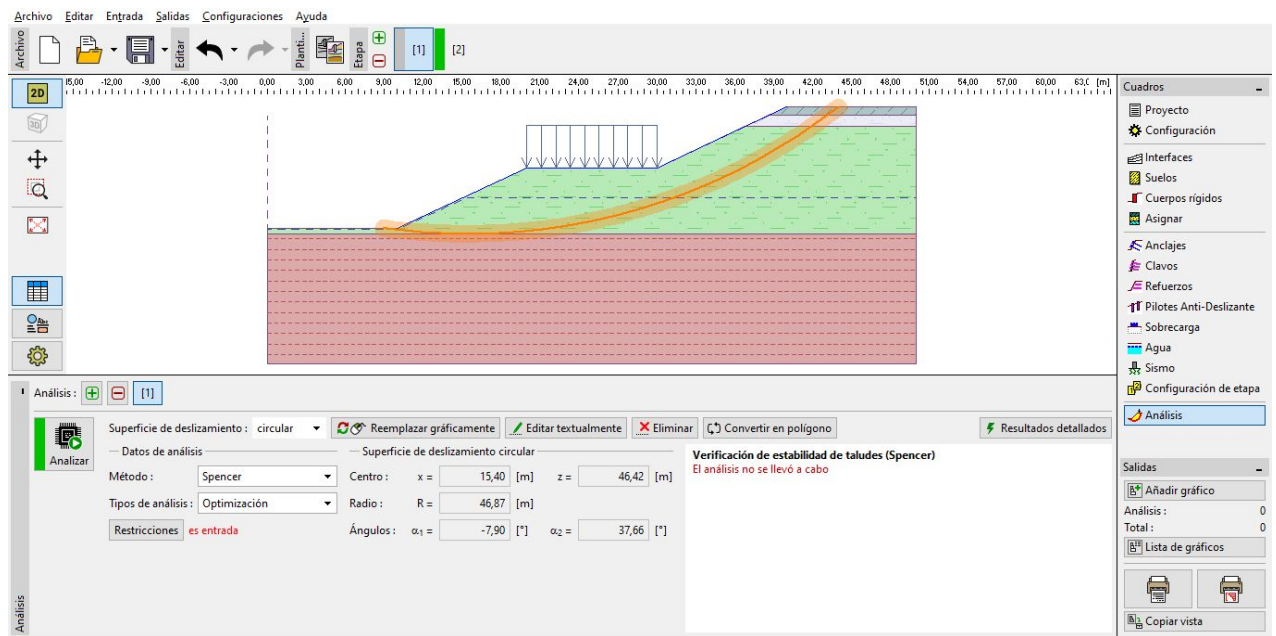 Archivo Editar Entrada Salidas Configuraciones Ayuda
Archivo
Editar
Planti...
Etapa
[1] [2]
2D
3D
-12,00 -9,00 -6,00 -3,00 0,00 3,00 6,00 9,00 12,00 15,00 18,00 21,00 24,00 27,00 30,00 33,00 36,00 39,00 42,00 45,00 48,00 51,00 54,00 57,00 60,00 [m]
Cuadros
Proyecto
Configuración
Interfaces
Suelos
Cuerpos rígidos
Asignar
Anclajes
Clavos
Refuerzos
Pilotes Anti-Deslizante
Sobrecarga
Agua
Sismo
Configuración de etapa
Análisis
Análisis : [1]
Analizar
Superficie de deslizamiento : circular Reemplazar gráficamente Editar textualmente Eliminar Convertir en polígono Resultados detallados
Datos de análisis
Método : Spencer
Tipos de análisis : Optimización
Restricciones es entrada
Superficie de deslizamiento circular
Centro : x = 15,40 [m] z = 46,42 [m]
Radio : R = 46,87 [m]
Ángulos : α1 = -7,90 [°] α2 = 37,66 [°]
Verificación de estabilidad de taludes (Spencer)
El análisis no se llevó a cabo
Análisis
Salidas
Añadir gráfico
Análisis : 0
Total : 0
Lista de gráficos
Copiar vista